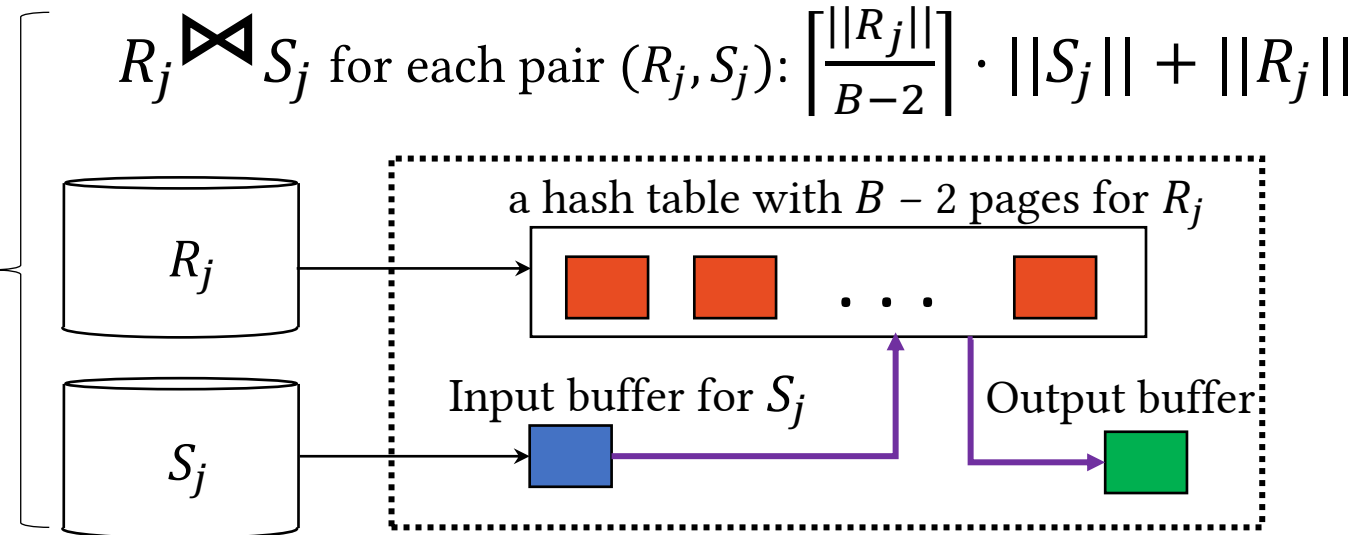 R_j ⋈ S_j for each pair (R_j, S_j): ⌈||R_j|| / B−2⌉ · ||S_j|| + ||R_j||
a hash table with B – 2 pages for R_j
R_j
. . .
Input buffer for S_j
Output buffer
S_j